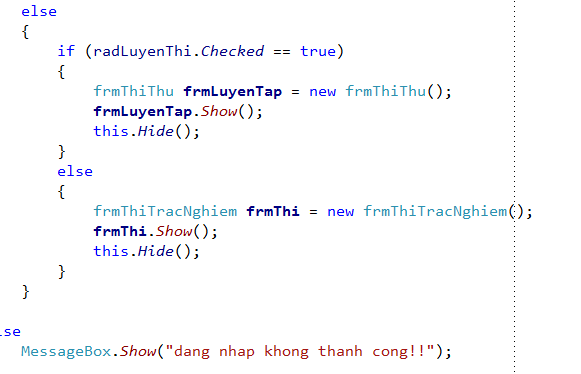 else
{
if (radLuyenThi.Checked == true)
{
frmThiThu frmLuyenTap = new frmThiThu();
frmLuyenTap.Show();
this.Hide();
}
else
{
frmThiTracNghiem frmThi = new frmThiTracNghiem();
frmThi.Show();
this.Hide();
}
}
lse
MessageBox.Show("dang nhap khong thanh cong!!");